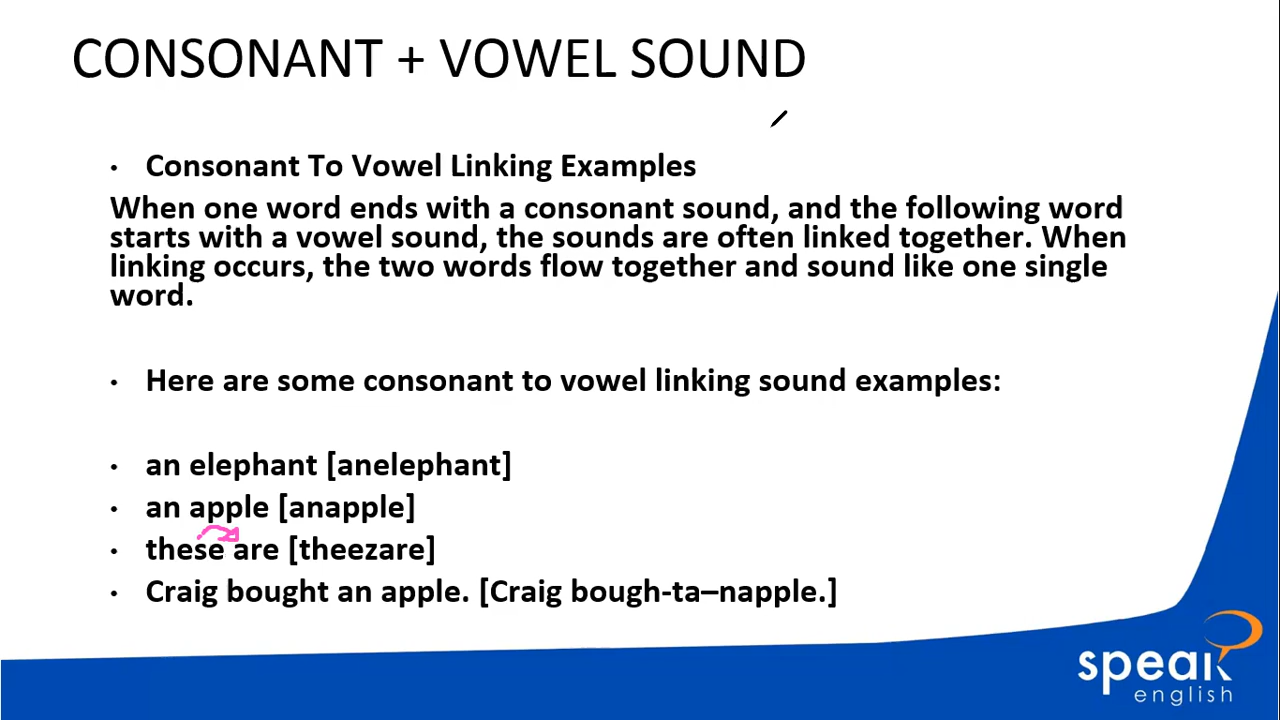 CONSONANT + VOWEL SOUND
• Consonant To Vowel Linking Examples
When one word ends with a consonant sound, and the following word
starts with a vowel sound, the sounds are often linked together. When
linking occurs, the two words flow together and sound like one single
word.
• Here are some consonant to vowel linking sound examples:
• an elephant [anelephant]
• an apple [anapple]
• these are [theezare]
• Craig bought an apple. [Craig bough-ta–napple.]
speak
english